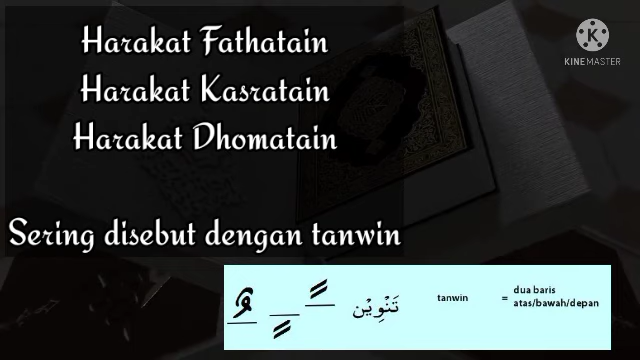 Harakat Fathatain
Harakat Kasratain
Harakat Dhomatain
Sering disebut dengan tanwin
KINEMASTER
تَنْوِيْن
tanwin = dua baris
atas/bawah/depan